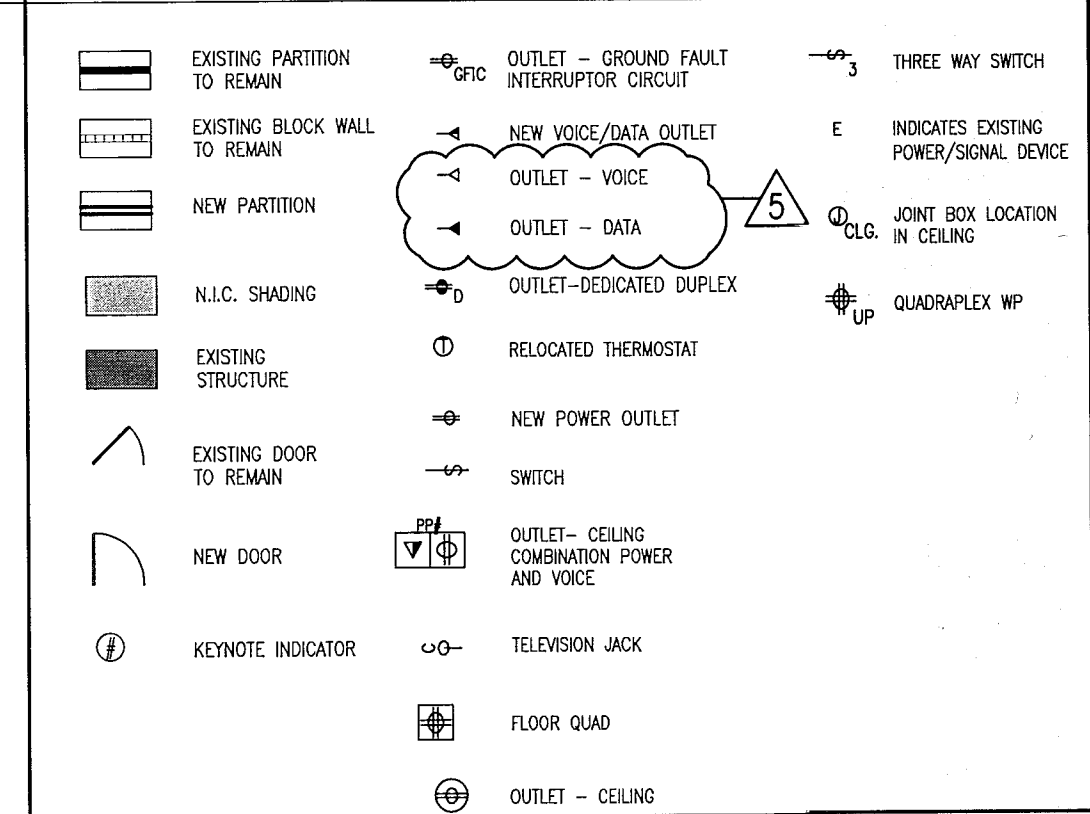 EXISTING PARTITION
TO REMAIN
EXISTING BLOCK WALL
TO REMAIN
NEW PARTITION
N.I.C. SHADING
EXISTING
STRUCTURE
EXISTING DOOR
TO REMAIN
NEW DOOR
#
KEYNOTE INDICATOR
GFIC
OUTLET - GROUND FAULT
INTERRUPTOR CIRCUIT
NEW VOICE/DATA OUTLET
OUTLET - VOICE
OUTLET - DATA
5
D
OUTLET-DEDICATED DUPLEX
T
RELOCATED THERMOSTAT
NEW POWER OUTLET
S
SWITCH
PP#
OUTLET- CEILING
COMBINATION POWER
AND VOICE
TELEVISION JACK
FLOOR QUAD
OUTLET - CEILING
S
3
THREE WAY SWITCH
E
INDICATES EXISTING
POWER/SIGNAL DEVICE
J
CLG.
JOINT BOX LOCATION
IN CEILING
UP
QUADRAPLEX WP